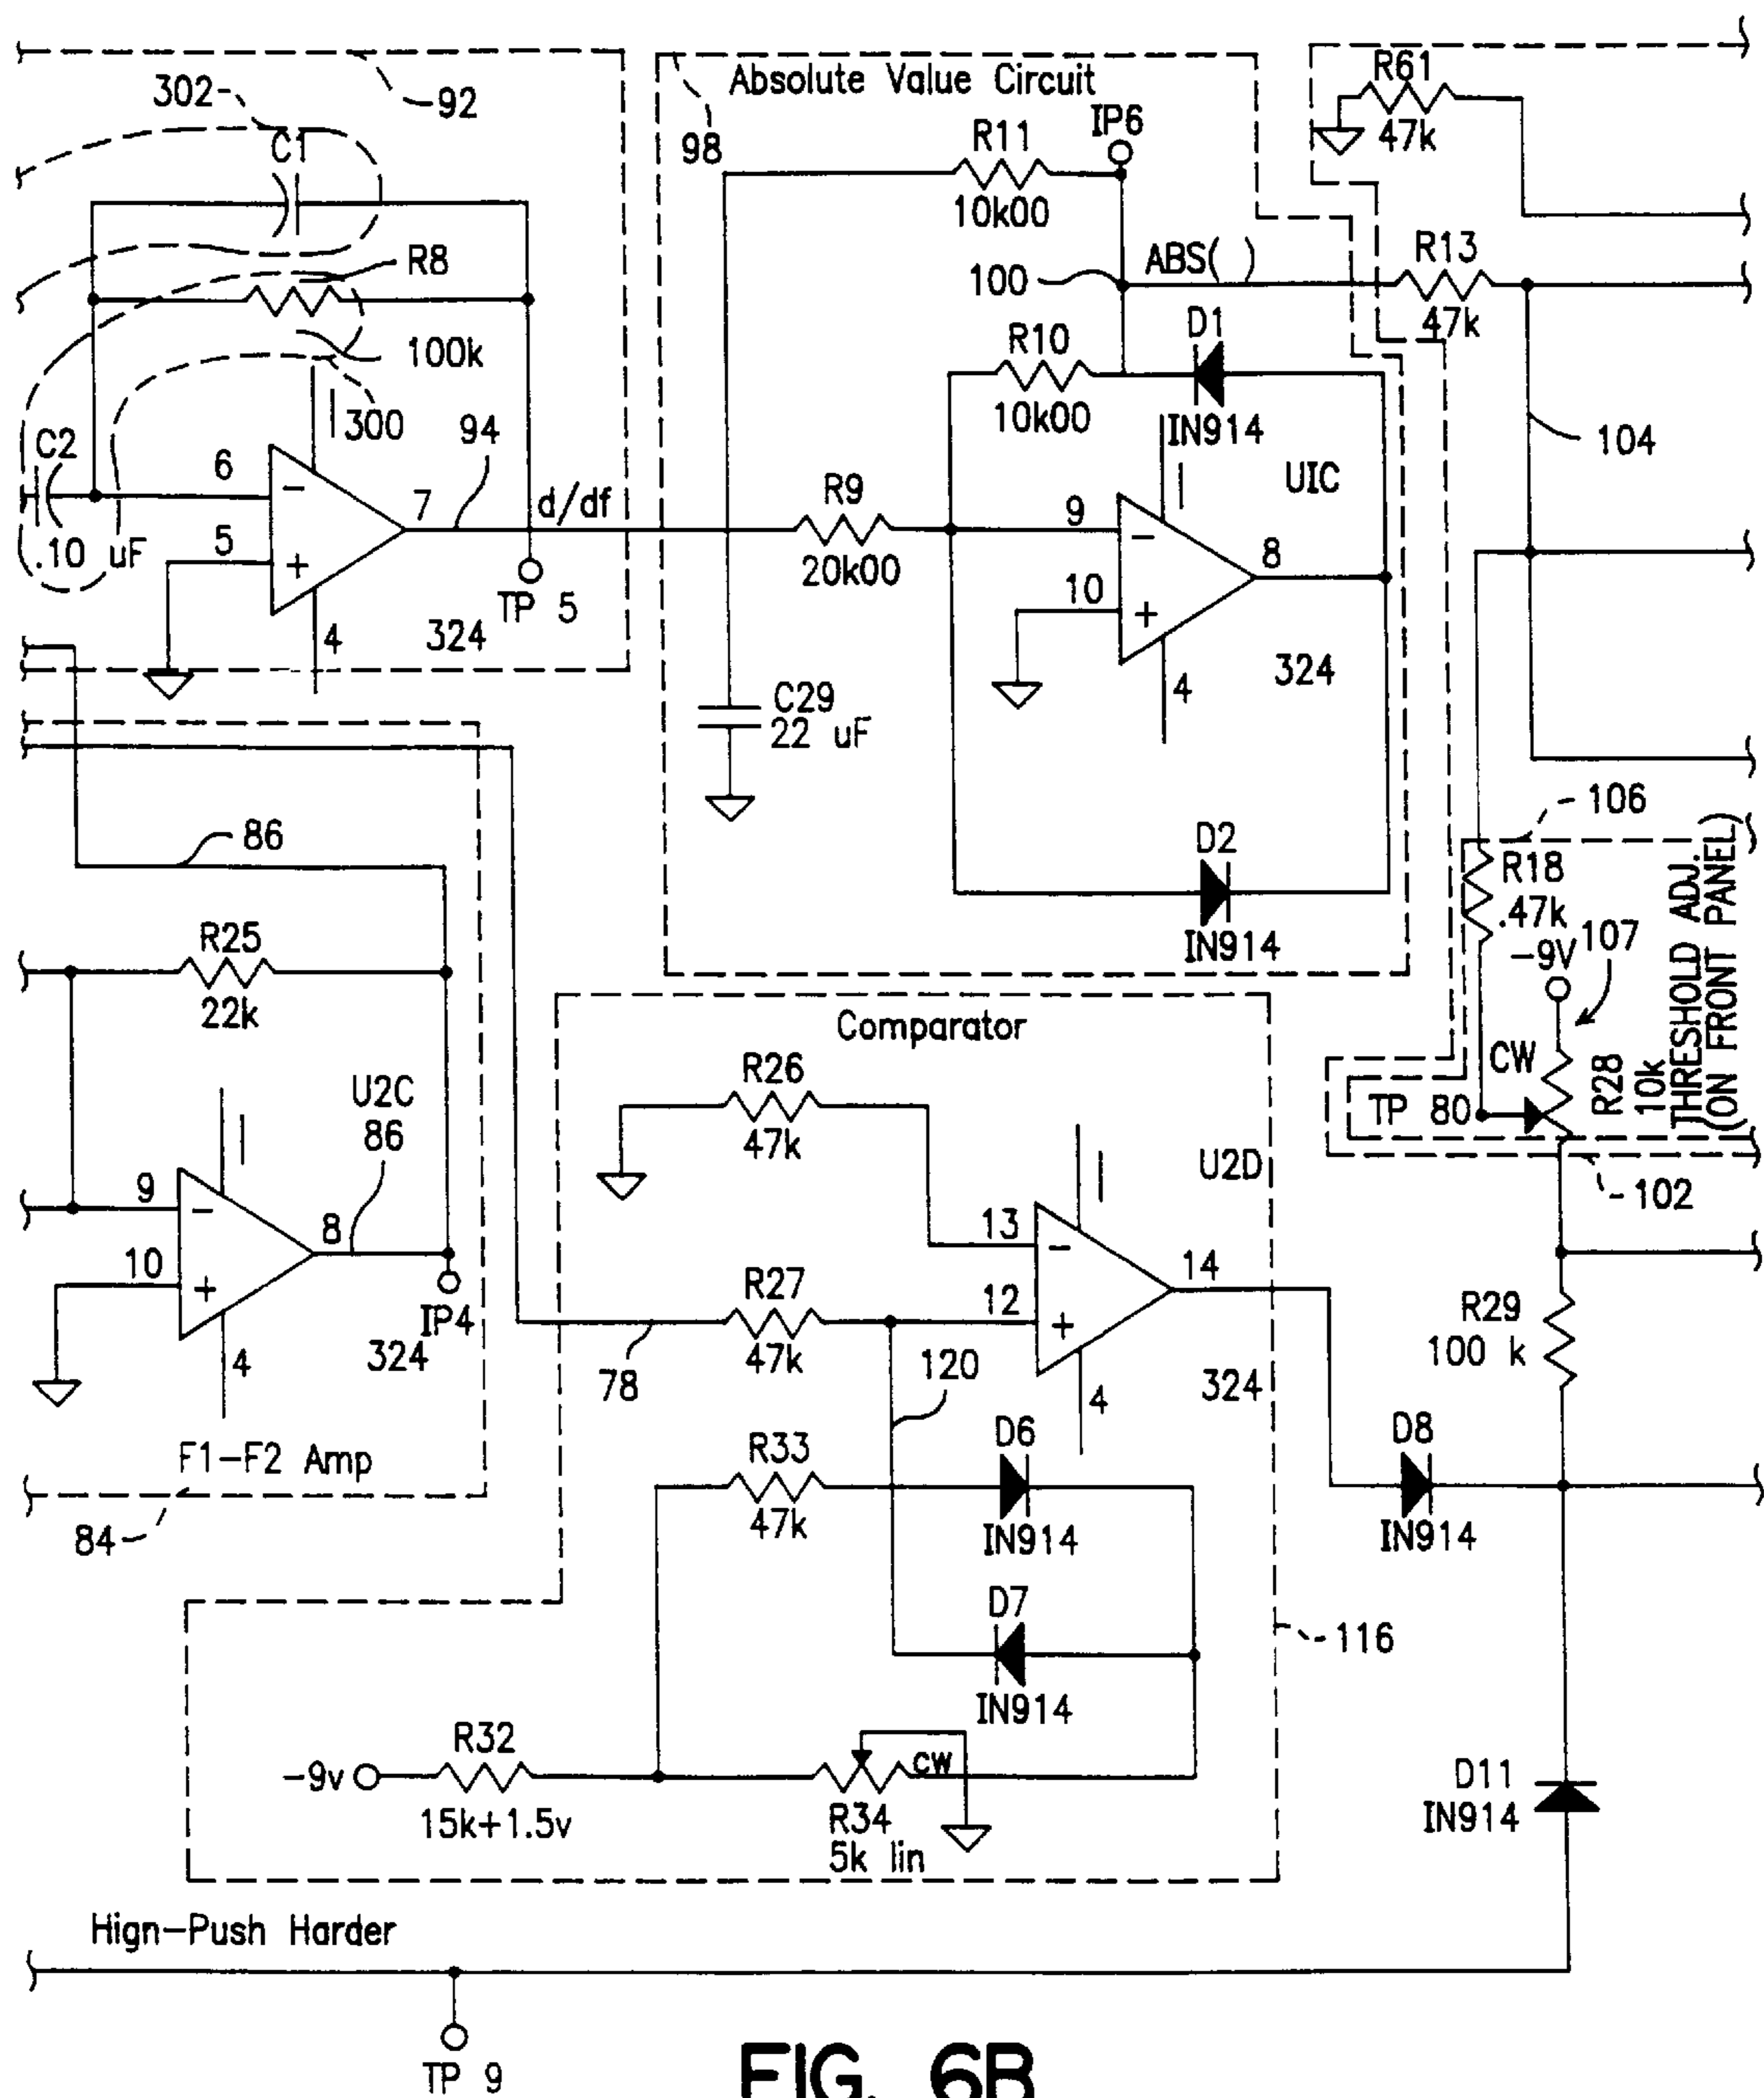 302
92
C1
R8
100k
300
C2
.10 uF
6
5
7
94
d/df
TP 5
4
324
98
Absolute Value Circuit
R11
10k00
IP6
100
ABS( )
R10
10k00
D1
IN914
R9
20k00
9
10
UIC
8
4
324
C29
22 uF
D2
IN914
R61
47k
R13
47k
104
106
R18
.47k
-9V
107
CW
TP 80
R28
10k
THRESHOLD ADJ.
(ON FRONT PANEL)
102
86
R25
22k
U2C
86
9
10
8
IP4
324
4
F1-F2 Amp
84
Comparator
R26
47k
U2D
13
12
14
R27
47k
78
120
4
324
R33
47k
D6
IN914
D7
IN914
116
-9v
R32
15k+1.5v
CW
R34
5k lin
R29
100 k
D8
IN914
D11
IN914
Hign-Push Harder
TP 9
FIG. 6B